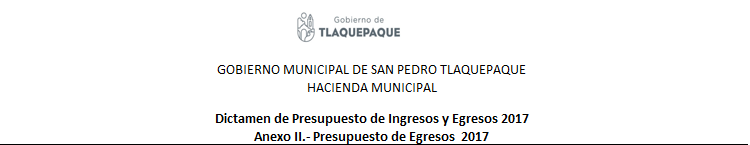 Gobierno de
TLAQUEPAQUE
GOBIERNO MUNICIPAL DE SAN PEDRO TLAQUEPAQUE
HACIENDA MUNICIPAL
Dictamen de Presupuesto de Ingresos y Egresos 2017
Anexo II.- Presupuesto de Egresos 2017